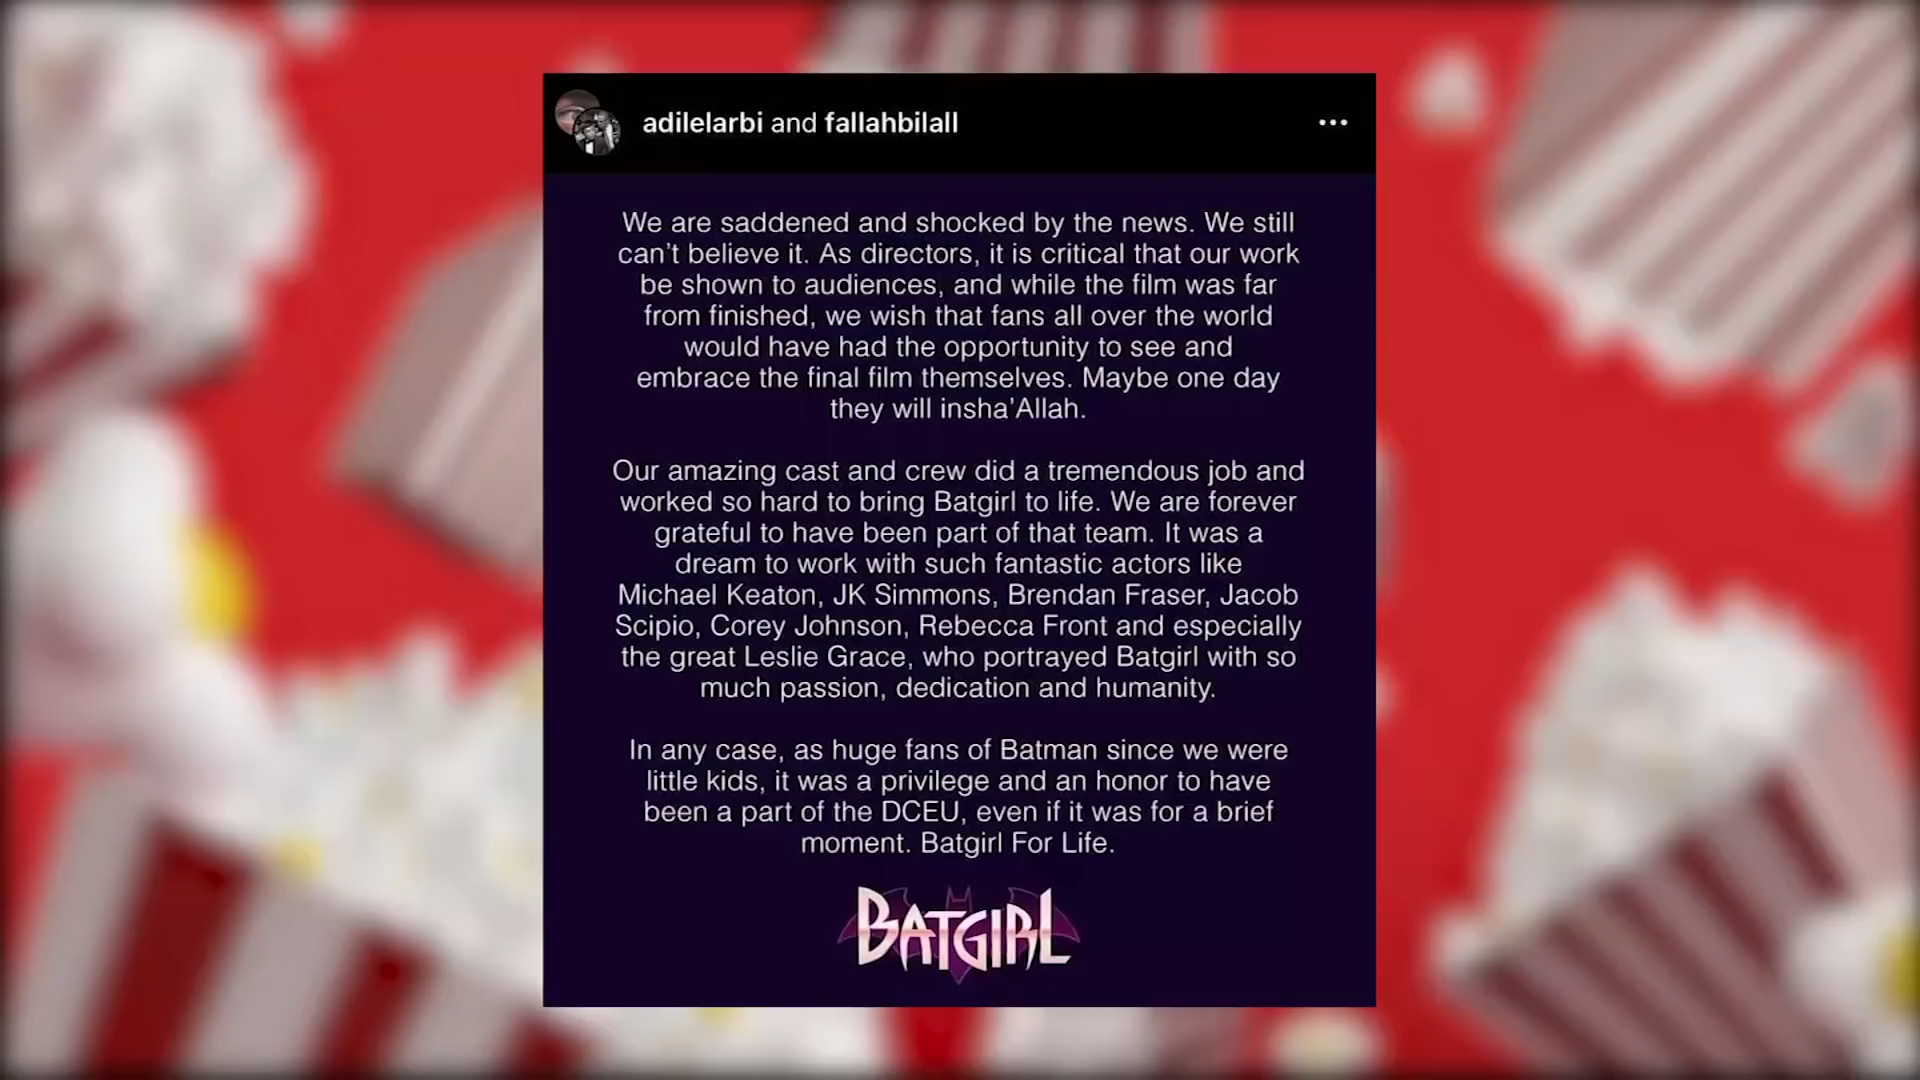 adilelarbi and fallahbilall
We are saddened and shocked by the news. We still
can't believe it. As directors, it is critical that our work
be shown to audiences, and while the film was far
from finished, we wish that fans all over the world
would have had the opportunity to see and
embrace the final film themselves. Maybe one day
they will insha'Allah.
Our amazing cast and crew did a tremendous job and
worked so hard to bring Batgirl to life. We are forever
grateful to have been part of that team. It was a
dream to work with such fantastic actors like
Michael Keaton, JK Simmons, Brendan Fraser, Jacob
Scipio, Corey Johnson, Rebecca Front and especially
the great Leslie Grace, who portrayed Batgirl with so
much passion, dedication and humanity.
In any case, as huge fans of Batman since we were
little kids, it was a privilege and an honor to have
been a part of the DCEU, even if it was for a brief
moment. Batgirl For Life.
BATGIRL